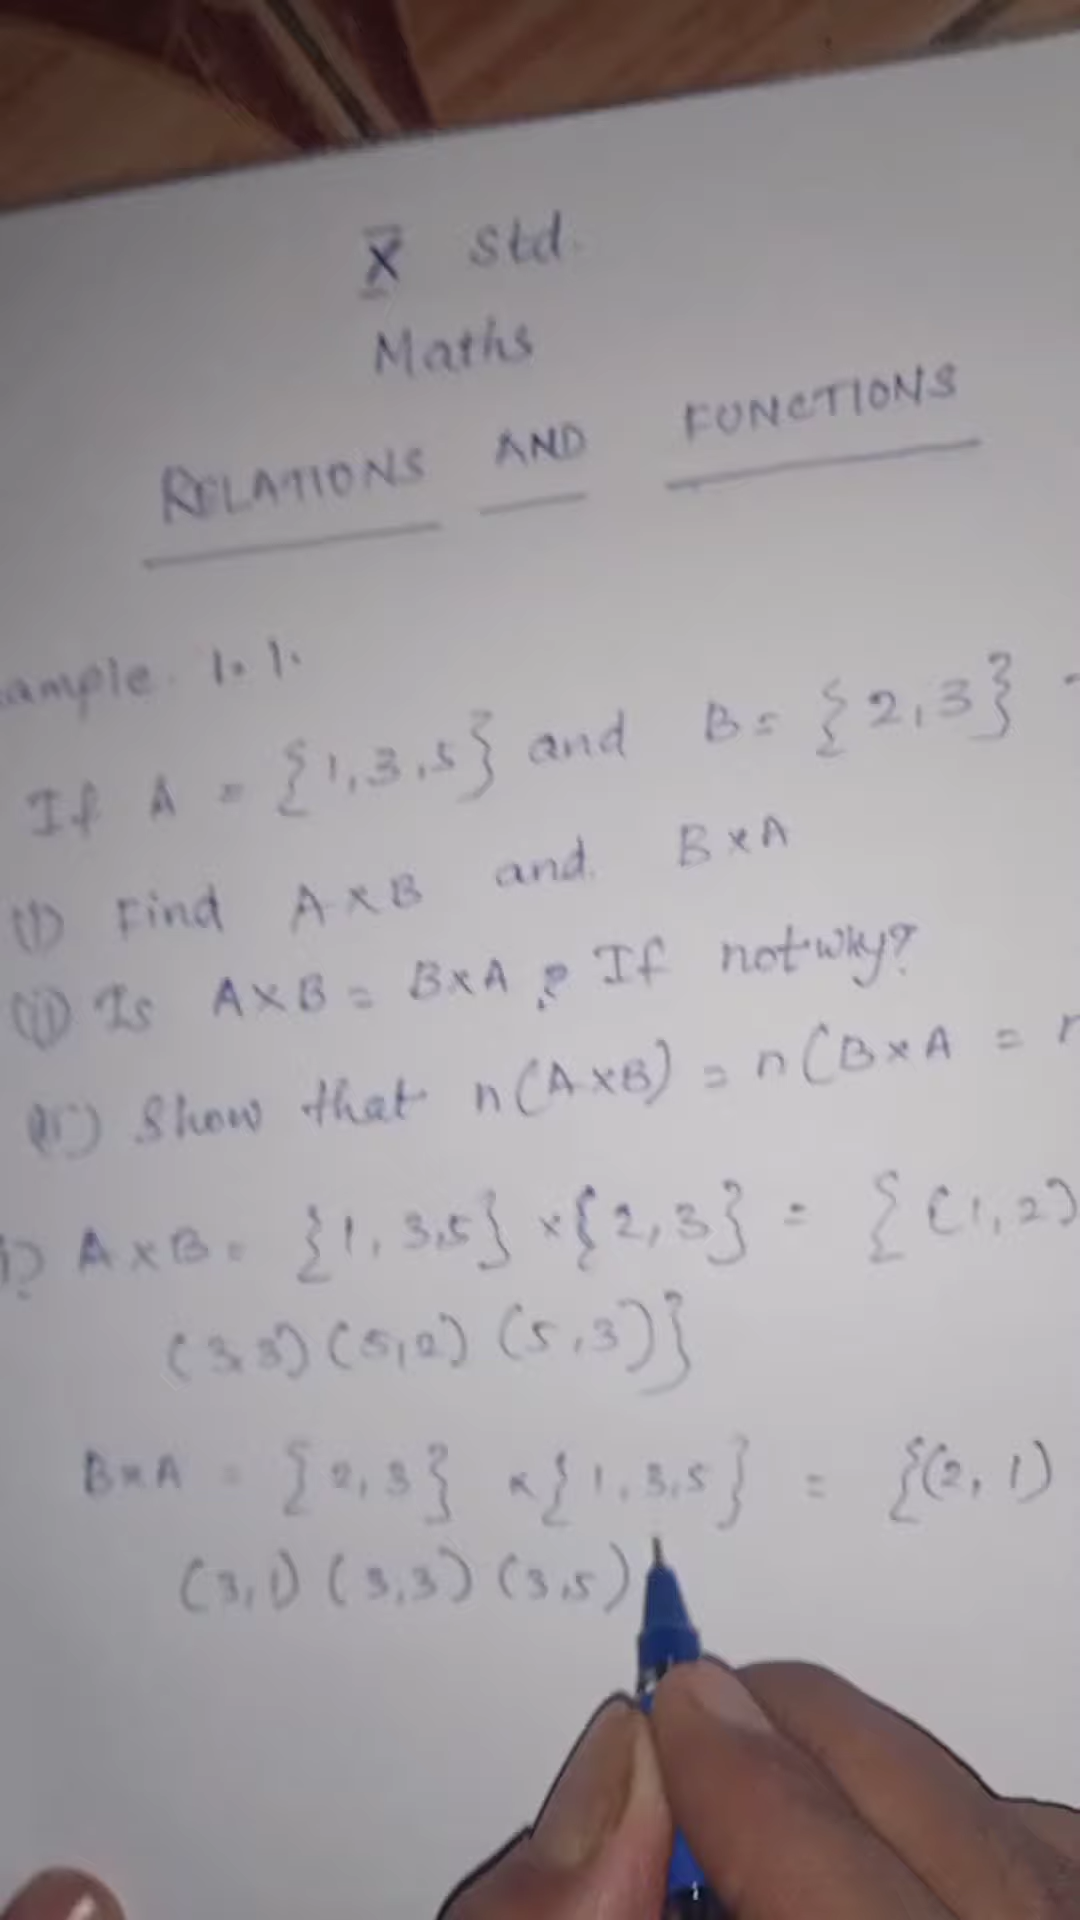 X Std.
Maths
RELATIONS AND FUNCTIONS
ample 1.1.
If A = {1,3,5} and B = {2,3}
(i) Find A×B and B×A
(ii) Is A×B = B×A ? If not why?
(iii) Show that n(A×B) = n(B×A = n
i) A×B = {1, 3,5} × {2,3} = {(1,2)
(3,3) (5,2) (5,3)}
B×A = {2,3} × {1,3,5} = {(2,1)
(3,1) (3,3) (3,5)